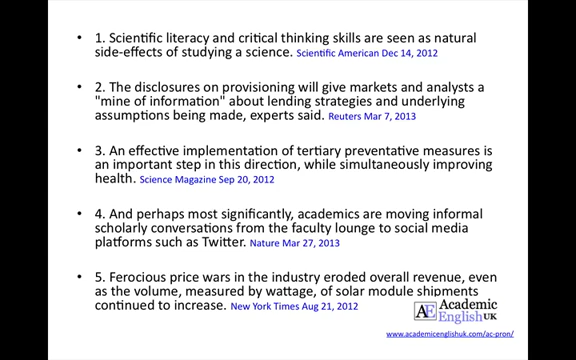 • 1. Scientific literacy and critical thinking skills are seen as natural
side-effects of studying a science. Scientific American Dec 14, 2012
• 2. The disclosures on provisioning will give markets and analysts a
"mine of information" about lending strategies and underlying
assumptions being made, experts said. Reuters Mar 7, 2013
• 3. An effective implementation of tertiary preventative measures is
an important step in this direction, while simultaneously improving
health. Science Magazine Sep 20, 2012
• 4. And perhaps most significantly, academics are moving informal
scholarly conversations from the faculty lounge to social media
platforms such as Twitter. Nature Mar 27, 2013
• 5. Ferocious price wars in the industry eroded overall revenue, even
as the volume, measured by wattage, of solar module shipments
continued to increase. New York Times Aug 21, 2012
AE Academic
English UK
www.academicenglishuk.com/ac-pron/